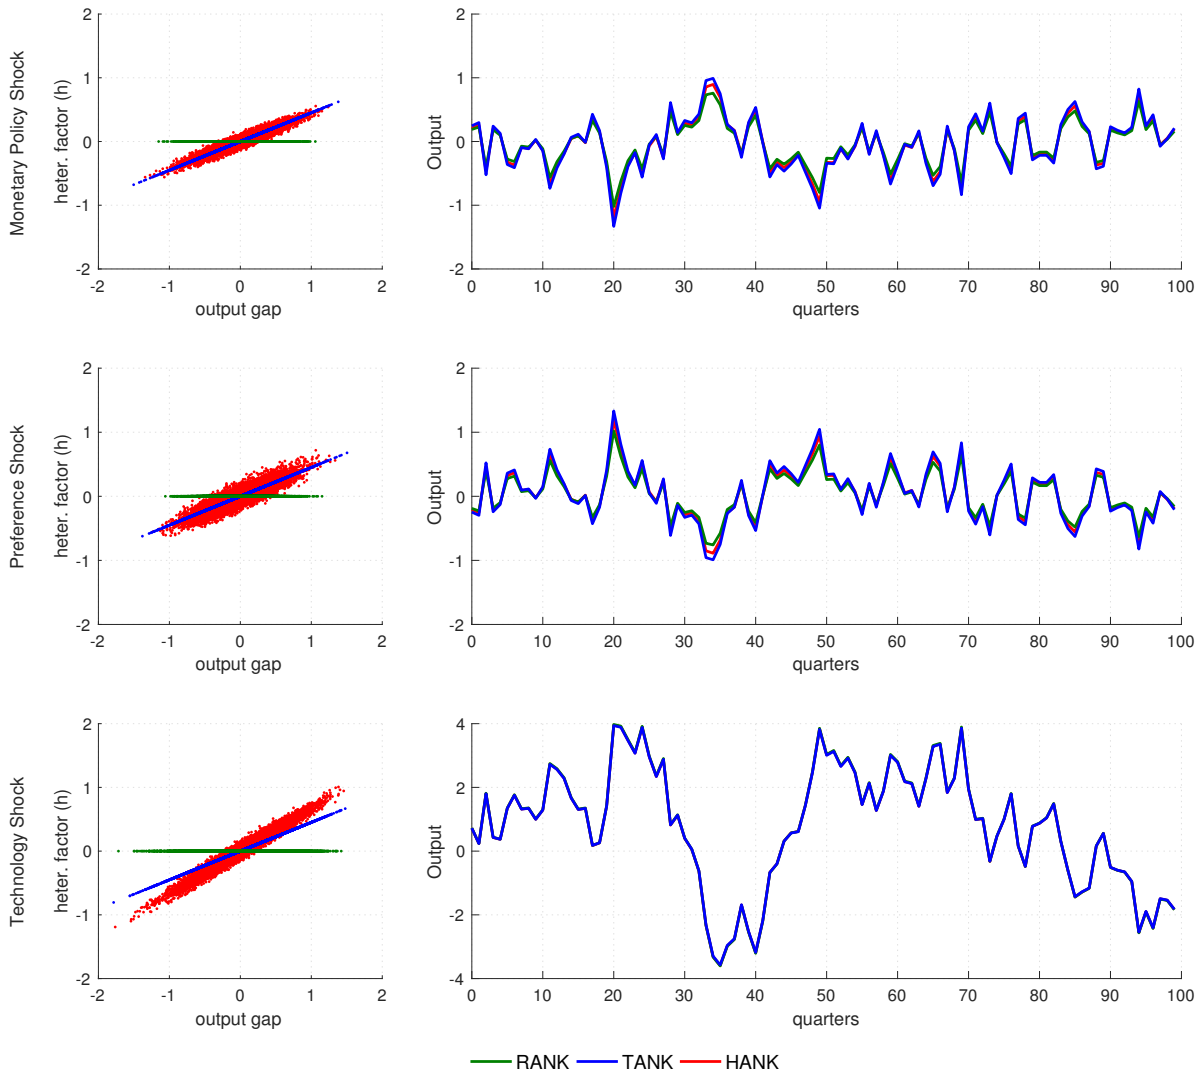 Monetary Policy Shock
heter. factor (h)
2
1
0
-1
-2
-2 -1 0 1 2
output gap
Output
2
1
0
-1
-2
0 10 20 30 40 50 60 70 80 90 100
quarters
Preference Shock
heter. factor (h)
2
1
0
-1
-2
-2 -1 0 1 2
output gap
Output
2
1
0
-1
-2
0 10 20 30 40 50 60 70 80 90 100
quarters
Technology Shock
heter. factor (h)
2
1
0
-1
-2
-2 -1 0 1 2
output gap
Output
4
2
0
-2
-4
0 10 20 30 40 50 60 70 80 90 100
quarters
RANK TANK HANK